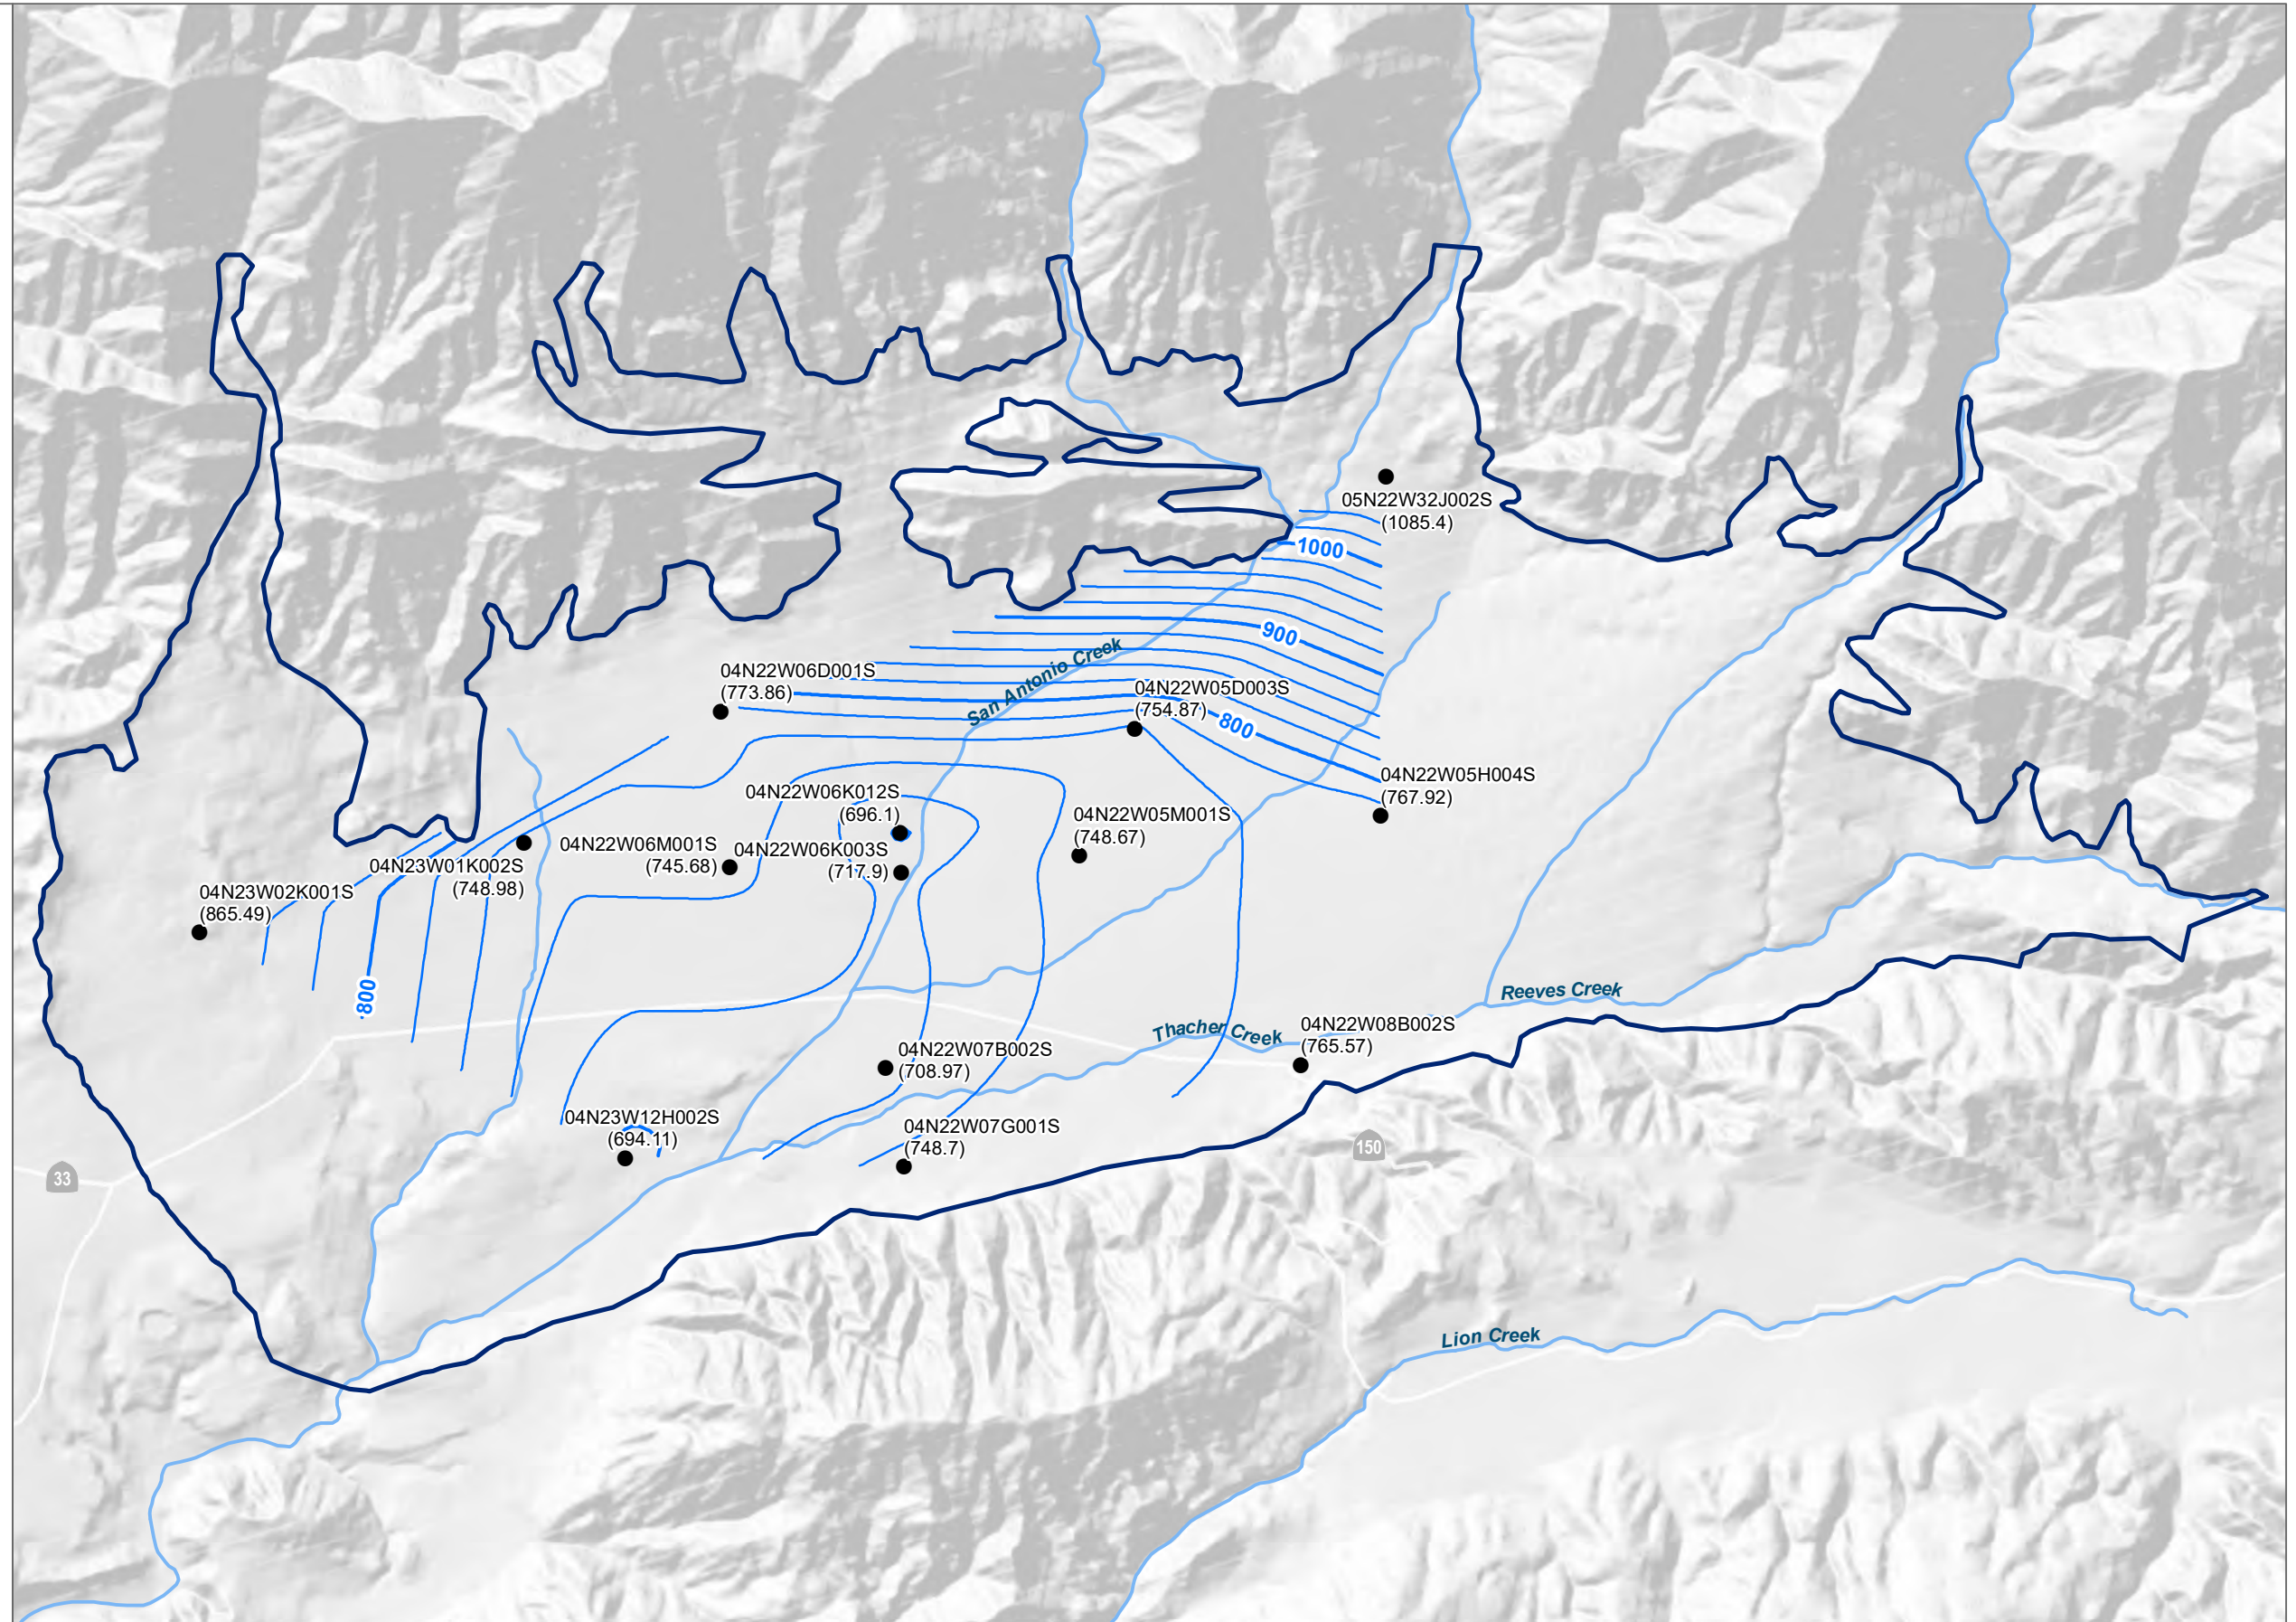 05N22W32J002S
(1085.4)
1000
900
San Antonio Creek
04N22W06D001S
(773.86)
04N22W05D003S
(754.87)
800
04N22W05H004S
(767.92)
04N22W06K012S
(696.1)
04N22W05M001S
(748.67)
04N22W06M001S
(745.68)
04N22W06K003S
(717.9)
04N23W01K002S
(748.98)
04N23W02K001S
(865.49)
800
Reeves Creek
Thacher Creek
04N22W08B002S
(765.57)
04N22W07B002S
(708.97)
04N23W12H002S
(694.11)
04N22W07G001S
(748.7)
150
33
Lion Creek